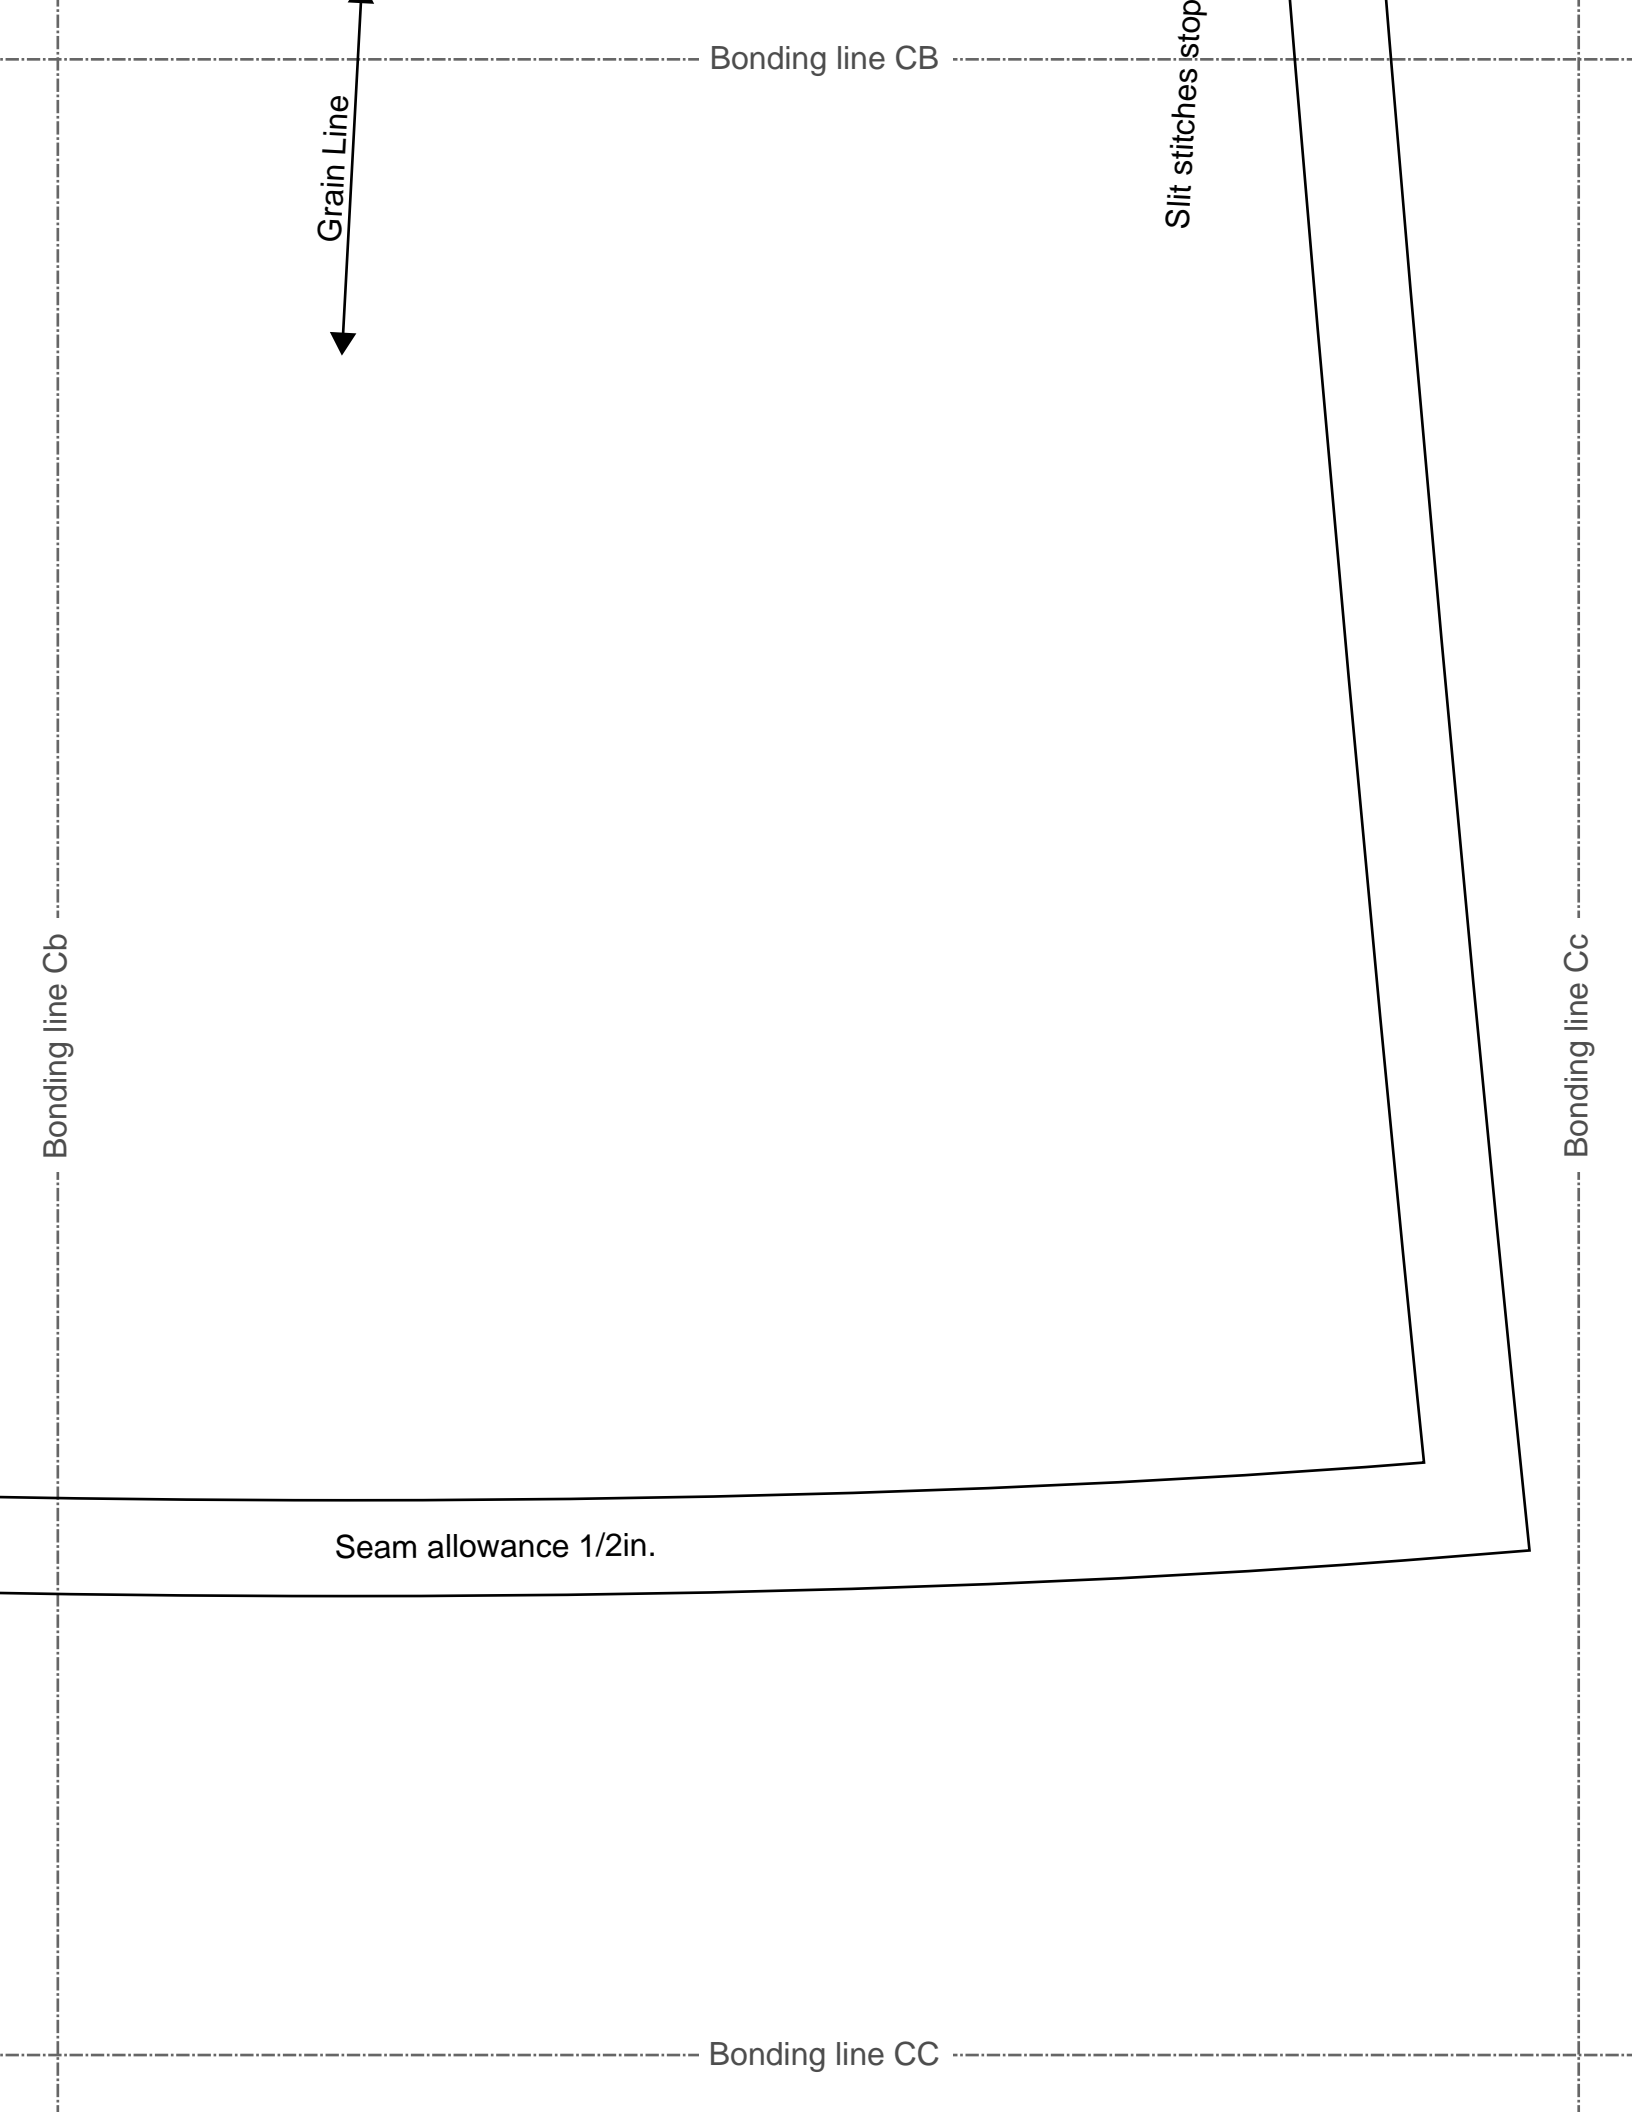 Bonding line CB
Grain Line
Slit stitches stop
Bonding line Cb
Bonding line Cc
Seam allowance 1/2in.
Bonding line CC